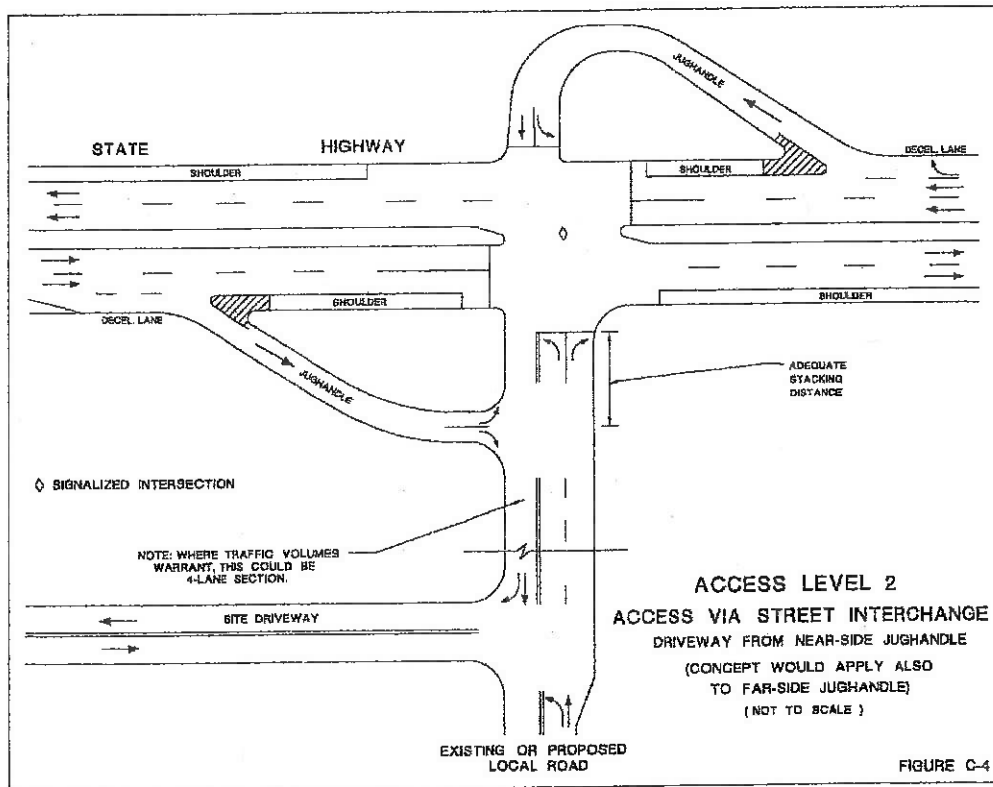 JUGHANDLE
STATE HIGHWAY
DECEL. LANE
SHOULDER
SHOULDER
SHOULDER
SHOULDER
DECEL. LANE
JUGHANDLE
ADEQUATE
STACKING
DISTANCE
◊ SIGNALIZED INTERSECTION
NOTE: WHERE TRAFFIC VOLUMES
WARRANT, THIS COULD BE
4-LANE SECTION.
SITE DRIVEWAY
ACCESS LEVEL 2
ACCESS VIA STREET INTERCHANGE
DRIVEWAY FROM NEAR-SIDE JUGHANDLE
(CONCEPT WOULD APPLY ALSO
TO FAR-SIDE JUGHANDLE)
(NOT TO SCALE)
EXISTING OR PROPOSED
LOCAL ROAD
FIGURE C-4